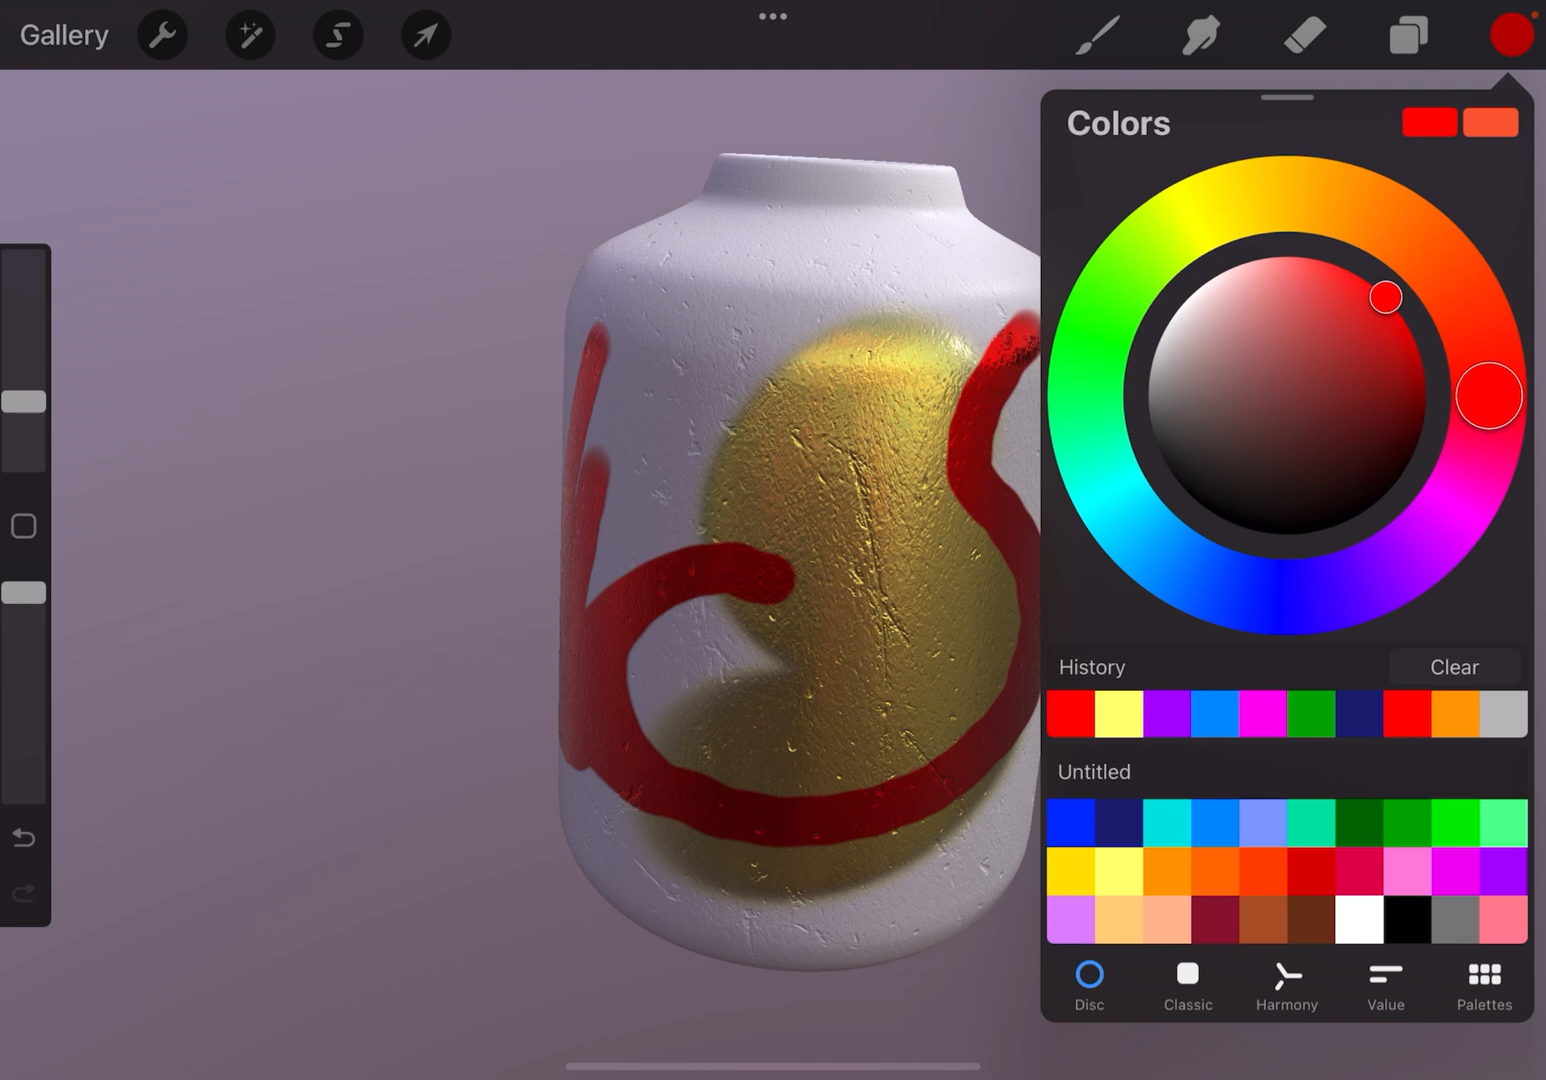 Gallery
Colors
History
Clear
Untitled
Disc
Classic
Harmony
Value
Palettes